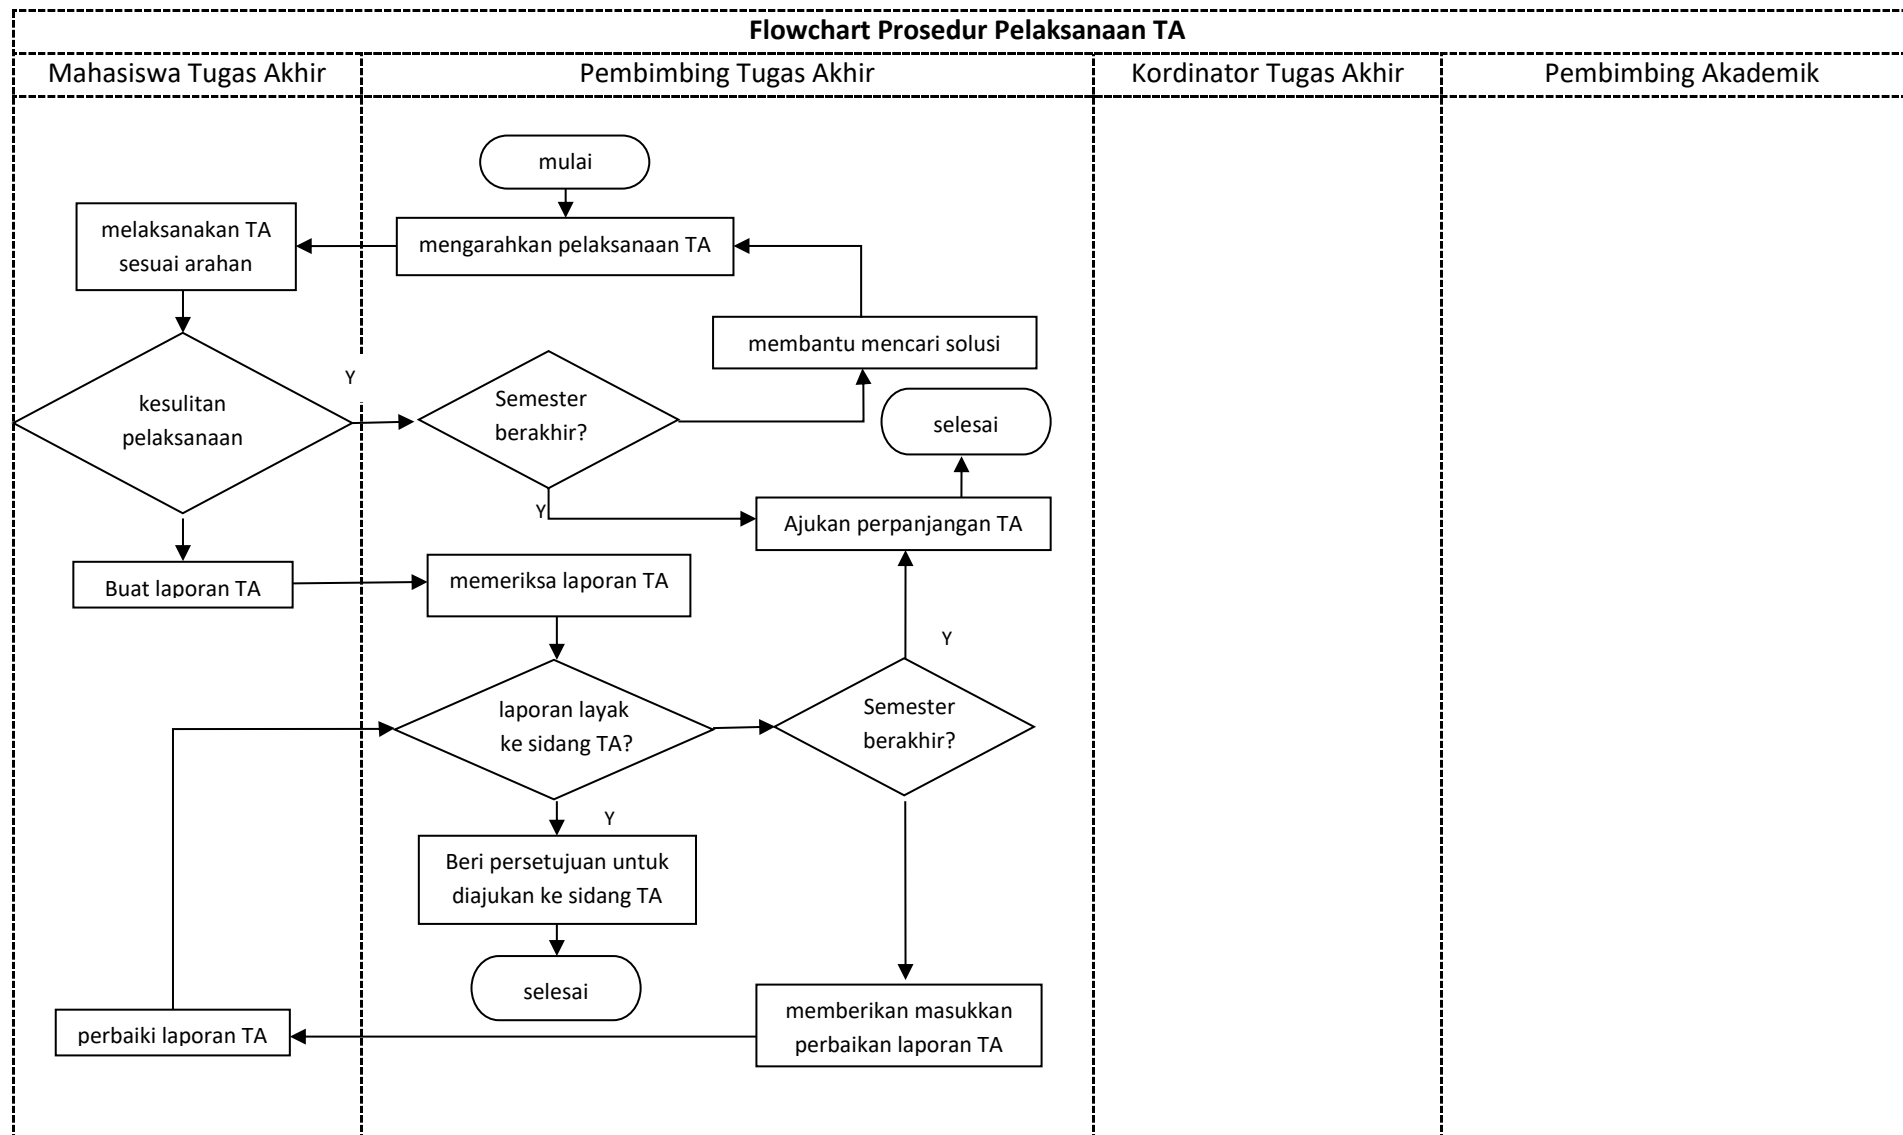 Flowchart Prosedur Pelaksanaan TA
Mahasiswa Tugas Akhir
Pembimbing Tugas Akhir
Kordinator Tugas Akhir
Pembimbing Akademik
mulai
mengarahkan pelaksanaan TA
melaksanakan TA
sesuai arahan
membantu mencari solusi
kesulitan
pelaksanaan
Y
Semester
berakhir?
selesai
Y
Ajukan perpanjangan TA
Buat laporan TA
memeriksa laporan TA
Y
laporan layak
ke sidang TA?
Semester
berakhir?
Y
Beri persetujuan untuk
diajukan ke sidang TA
selesai
memberikan masukkan
perbaikan laporan TA
perbaiki laporan TA